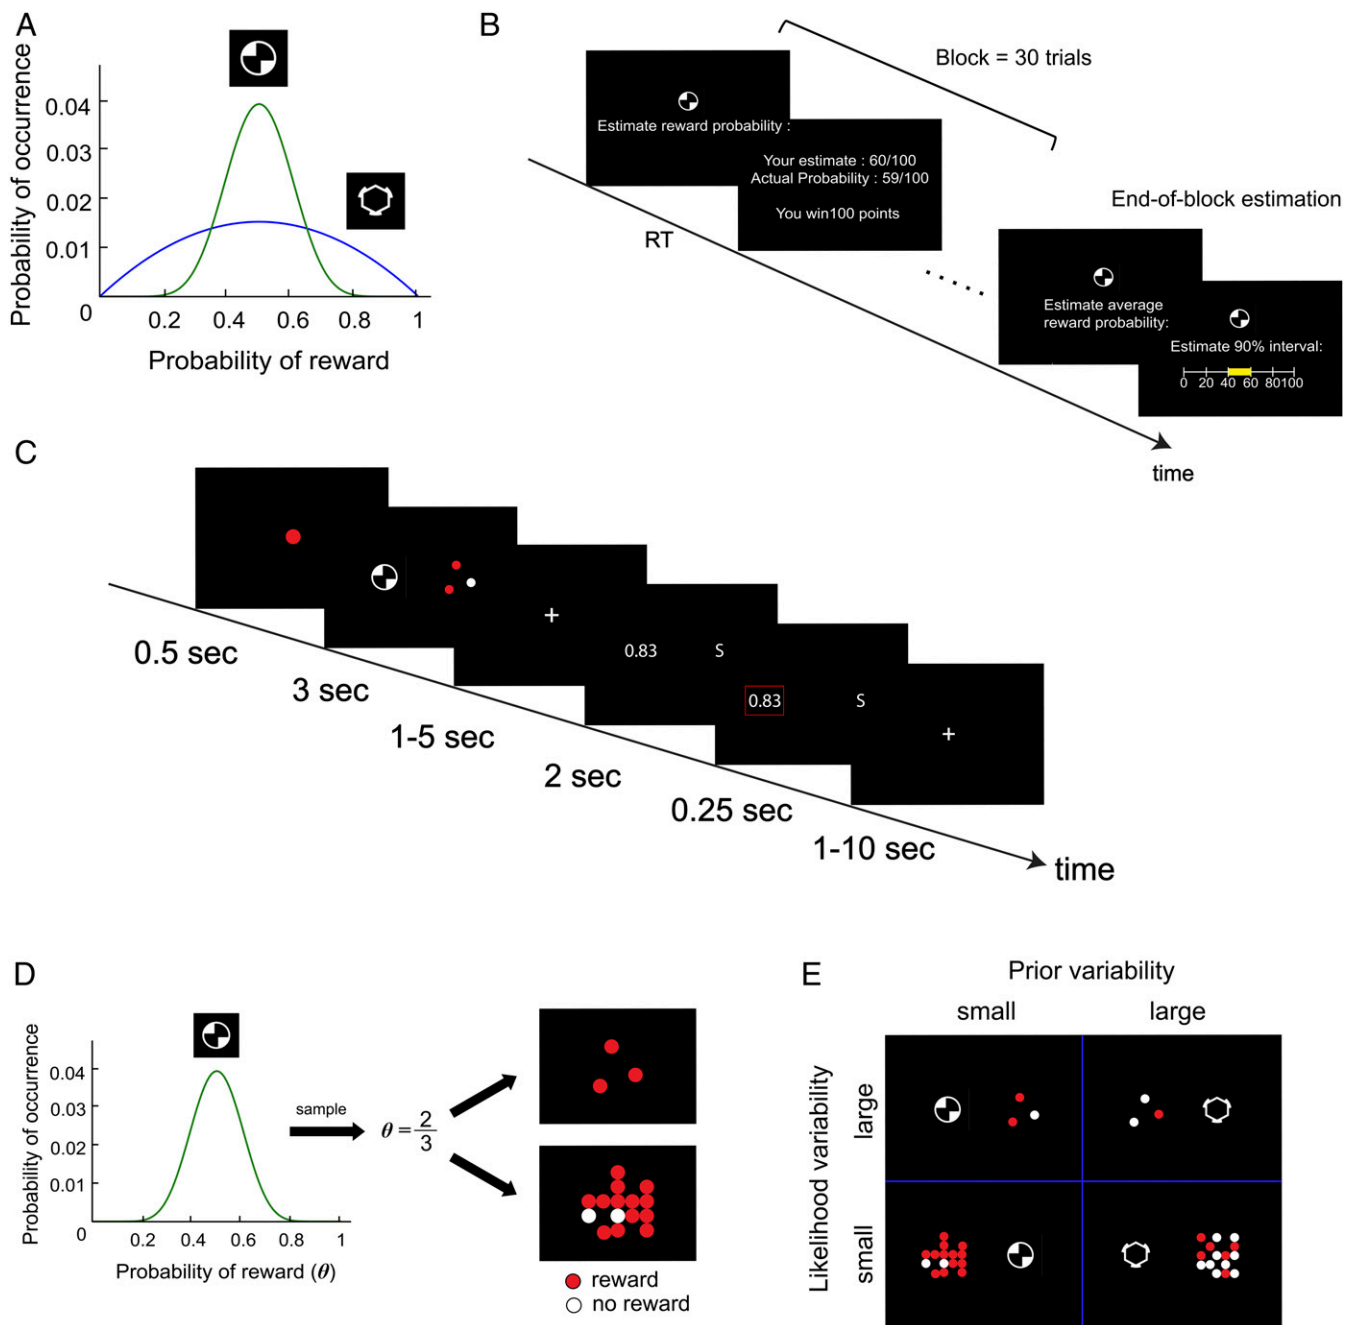 A
Probability of occurrence
0.04
0.03
0.02
0.01
0
0.2
0.4
0.6
0.8
1
Probability of reward
B
Block = 30 trials
Estimate reward probability :
Your estimate : 60/100
Actual Probability : 59/100
You win100 points
RT
End-of-block estimation
Estimate average
reward probability:
Estimate 90% interval:
0 20 40 60 80100
time
C
0.83 S
0.83 S
0.5 sec
3 sec
1-5 sec
2 sec
0.25 sec
1-10 sec
time
D
Probability of occurrence
0.04
0.03
0.02
0.01
0
0.2
0.4
0.6
0.8
1
Probability of reward (θ)
sample
θ = 2/3
reward
no reward
E
Prior variability
small large
Likelihood variability
large
small